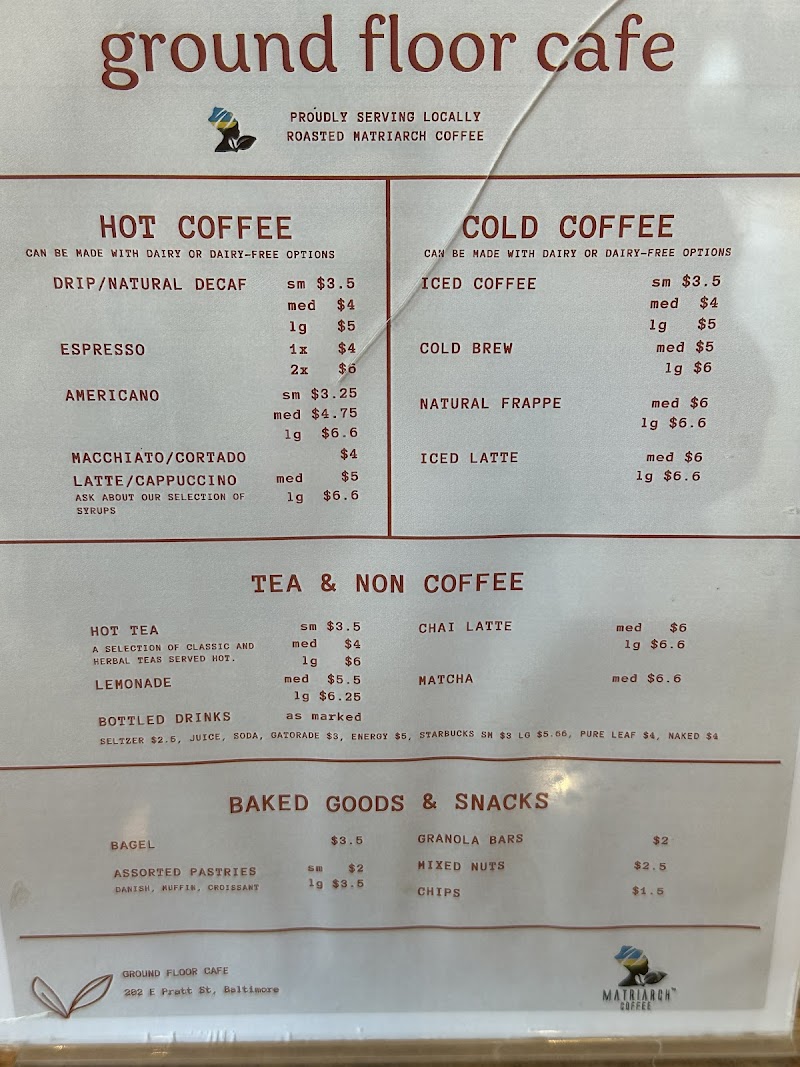 ground floor cafe
PROUDLY SERVING LOCALLY
ROASTED MATRIARCH COFFEE
HOT COFFEE
CAN BE MADE WITH DAIRY OR DAIRY-FREE OPTIONS
DRIP/NATURAL DECAF sm $3.5
med $4
lg $5
ESPRESSO 1x $4
2x $6
AMERICANO sm $3.25
med $4.75
lg $6.6
MACCHIATO/CORTADO $4
LATTE/CAPPUCCINO med $5
ASK ABOUT OUR SELECTION OF lg $6.6
SYRUPS
COLD COFFEE
CAN BE MADE WITH DAIRY OR DAIRY-FREE OPTIONS
ICED COFFEE sm $3.5
med $4
lg $5
COLD BREW med $5
lg $6
NATURAL FRAPPE med $6
lg $6.6
ICED LATTE med $6
lg $6.6
TEA & NON COFFEE
HOT TEA sm $3.5
A SELECTION OF CLASSIC AND med $4
HERBAL TEAS SERVED HOT. lg $6
LEMONADE med $5.5
lg $6.25
BOTTLED DRINKS as marked
CHAI LATTE med $6
lg $6.6
MATCHA med $6.6
SELTZER $2.5, JUICE, SODA, GATORADE $3, ENERGY $5, STARBUCKS SM $3 LG $5.66, PURE LEAF $4, NAKED $4
BAKED GOODS & SNACKS
BAGEL $3.5
ASSORTED PASTRIES sm $2
DANISH, MUFFIN, CROISSANT lg $3.5
GRANOLA BARS $2
MIXED NUTS $2.5
CHIPS $1.5
GROUND FLOOR CAFE
202 E Pratt St, Baltimore
MATRIARCH™
COFFEE